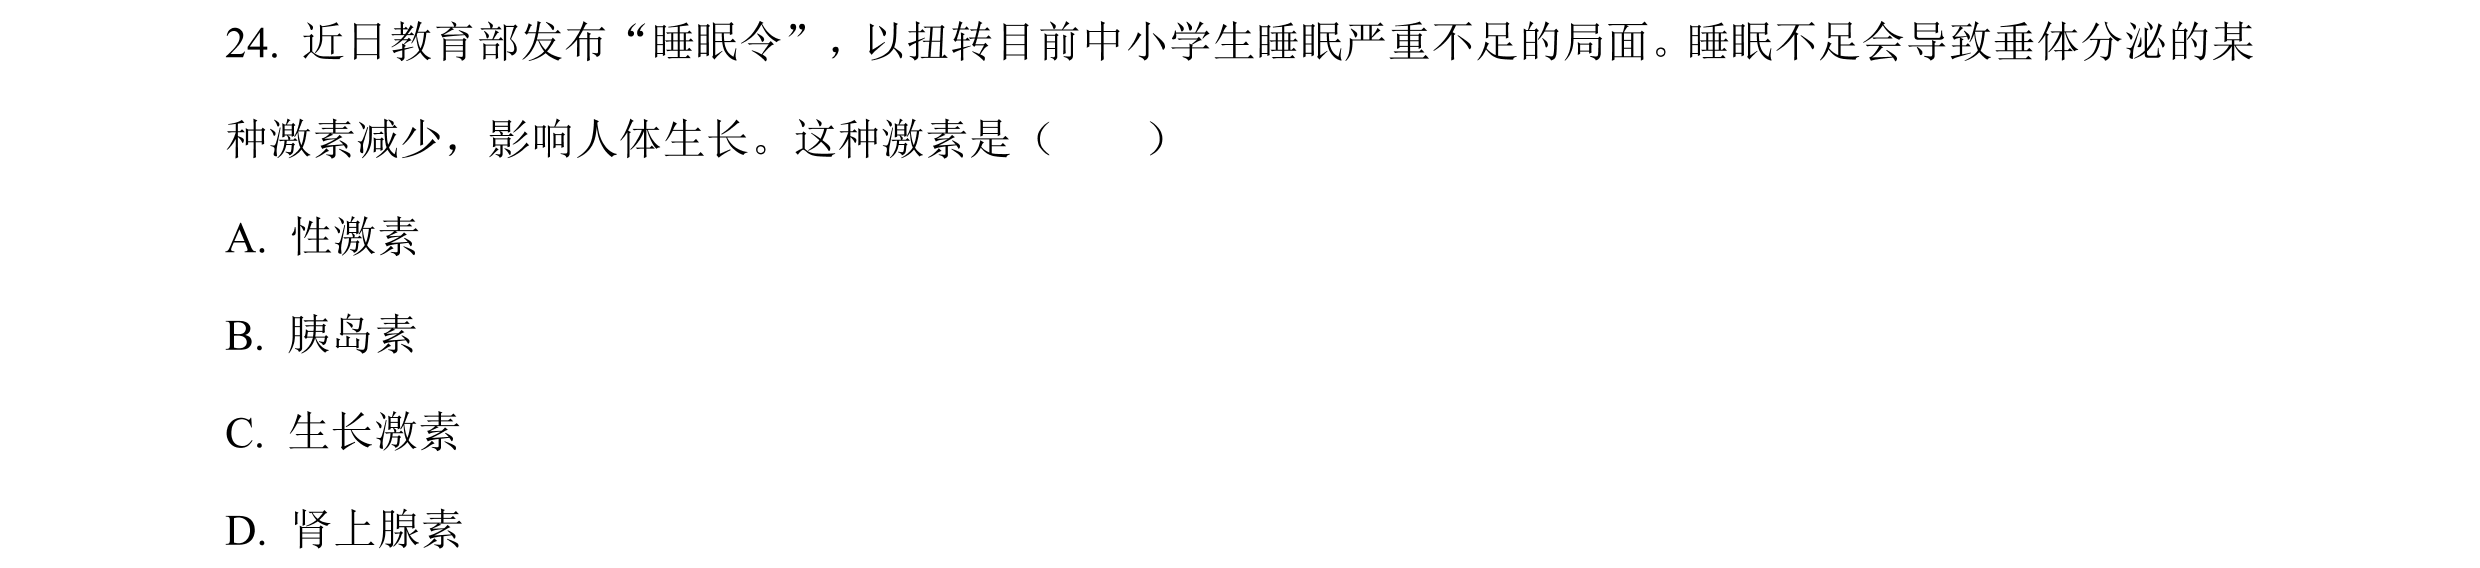 24. 近日教育部发布“睡眠令”，以扭转目前中小学生睡眠严重不足的局面。睡眠不足会导致垂体分泌的某
种激素减少，影响人体生长。这种激素是（　　）
A. 性激素
B. 胰岛素
C. 生长激素
D. 肾上腺素